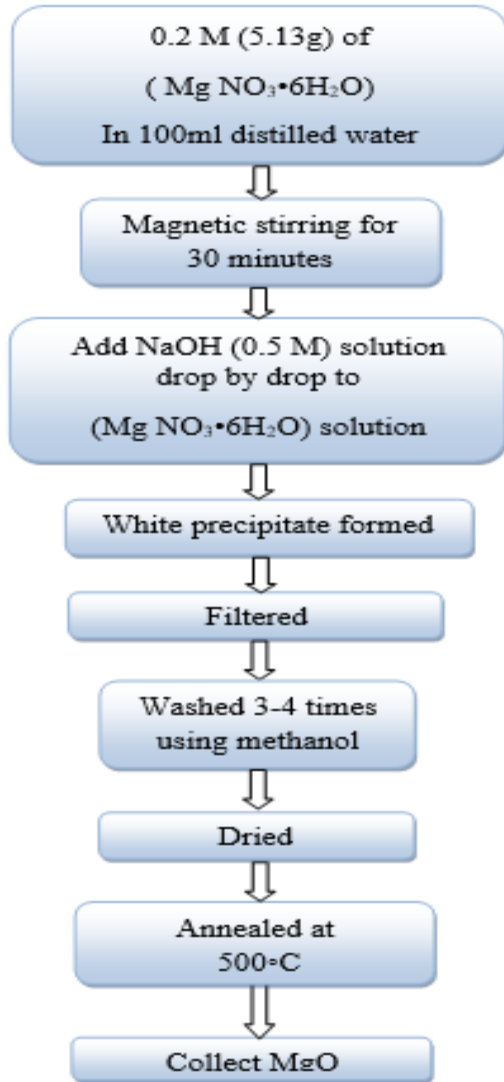 0.2 M (5.13g) of
( Mg NO₃•6H₂O)
In 100ml distilled water
Magnetic stirring for
30 minutes
Add NaOH (0.5 M) solution
drop by drop to
(Mg NO₃•6H₂O) solution
White precipitate formed
Filtered
Washed 3-4 times
using methanol
Dried
Annealed at
500◦C
Collect MgO